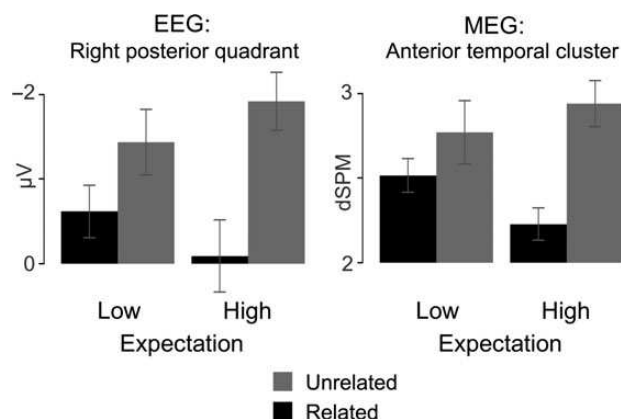 EEG:
Right posterior quadrant
−2
−1
0
µV
Low
High
Expectation
MEG:
Anterior temporal cluster
3
2
dSPM
Low
High
Expectation
Unrelated
Related